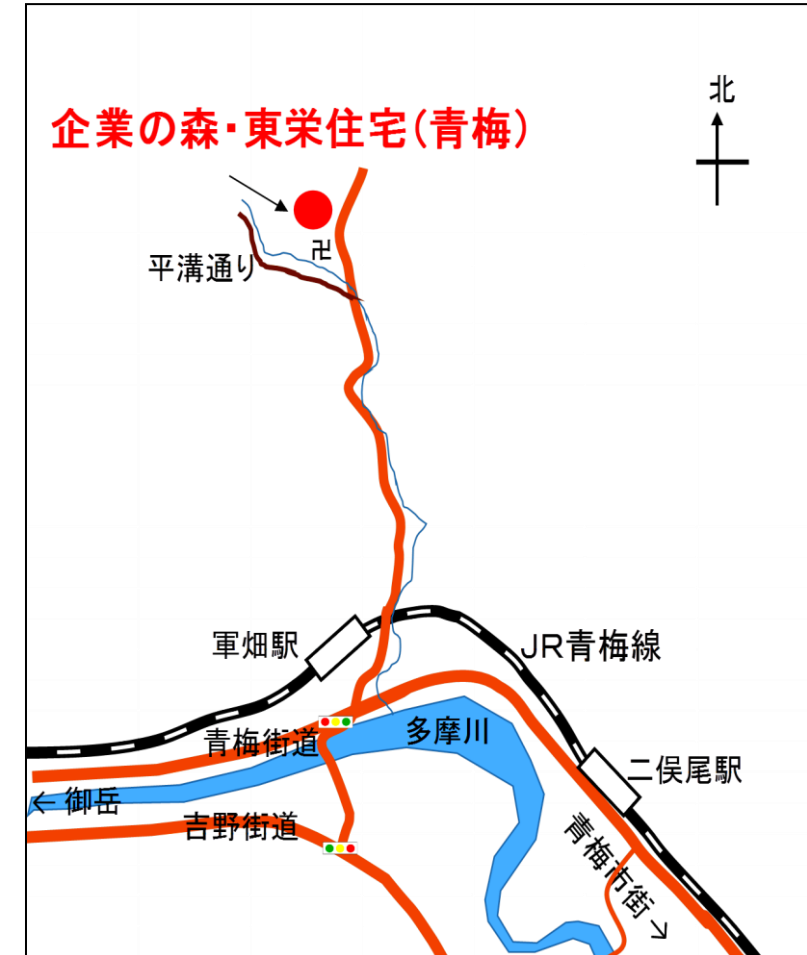 北
企業の森・東栄住宅(青梅)
卍
平溝通り
軍畑駅
JR青梅線
青梅街道
多摩川
二俣尾駅
← 御岳
吉野街道
青梅市街 →